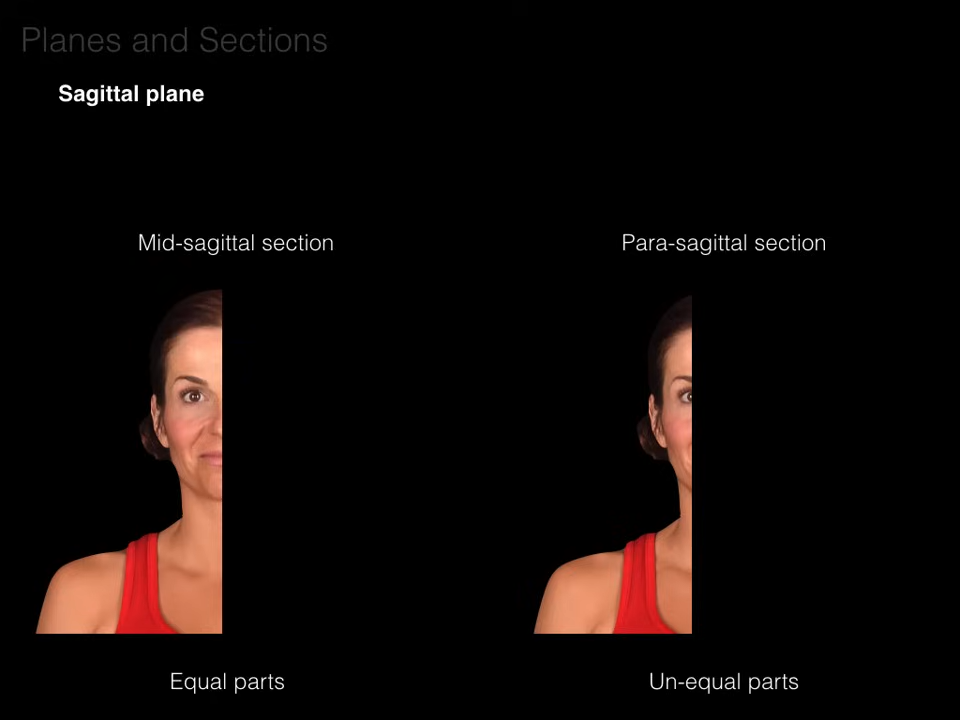 Planes and Sections
Sagittal plane
Mid-sagittal section
Para-sagittal section
Equal parts
Un-equal parts